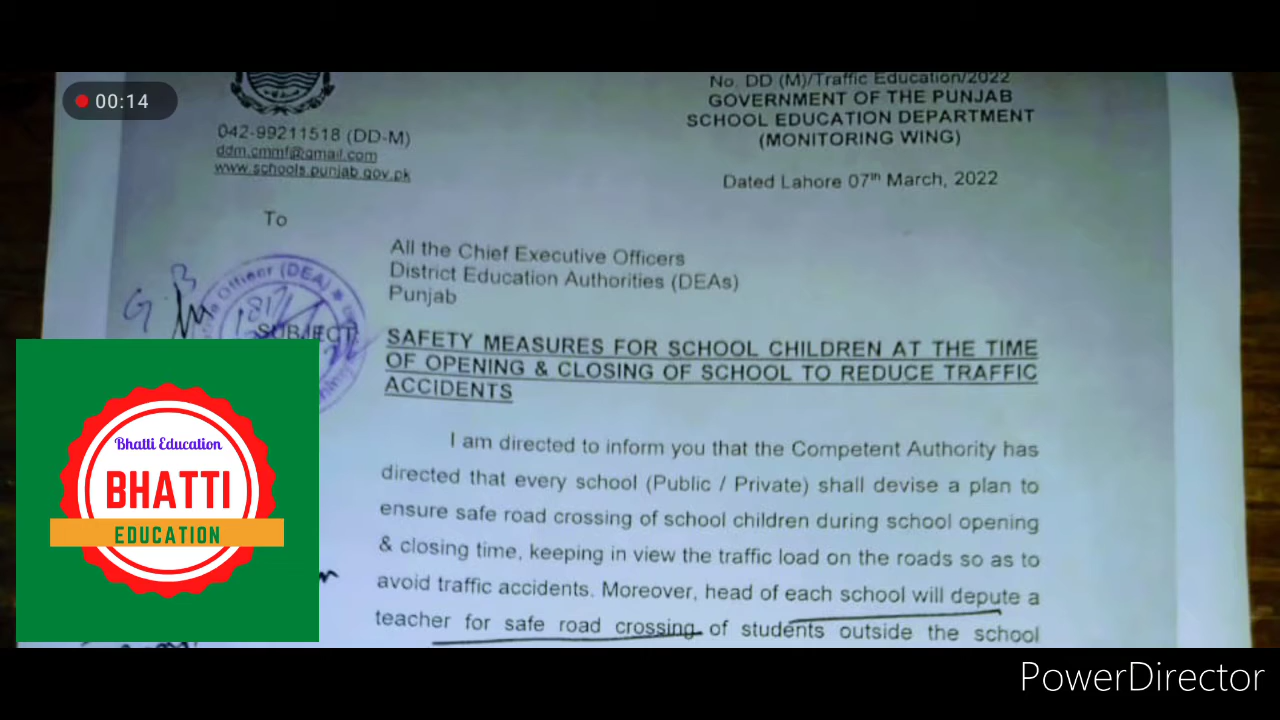 00:14
No. DD (M)/Traffic Education/2022
GOVERNMENT OF THE PUNJAB
SCHOOL EDUCATION DEPARTMENT
(MONITORING WING)
042-99211518 (DD-M)
ddm.cmmf@gmail.com
www.schools.punjab.gov.pk
Dated Lahore 07th March, 2022
To
All the Chief Executive Officers
District Education Authorities (DEAs)
Punjab
Officer (DEA)
SUBJECT:
SAFETY MEASURES FOR SCHOOL CHILDREN AT THE TIME
OF OPENING & CLOSING OF SCHOOL TO REDUCE TRAFFIC
ACCIDENTS
I am directed to inform you that the Competent Authority has
directed that every school (Public / Private) shall devise a plan to
ensure safe road crossing of school children during school opening
& closing time, keeping in view the traffic load on the roads so as to
avoid traffic accidents. Moreover, head of each school will depute a
teacher for safe road crossing of students outside the school
Bhatti Education
BHATTI
EDUCATION
PowerDirector